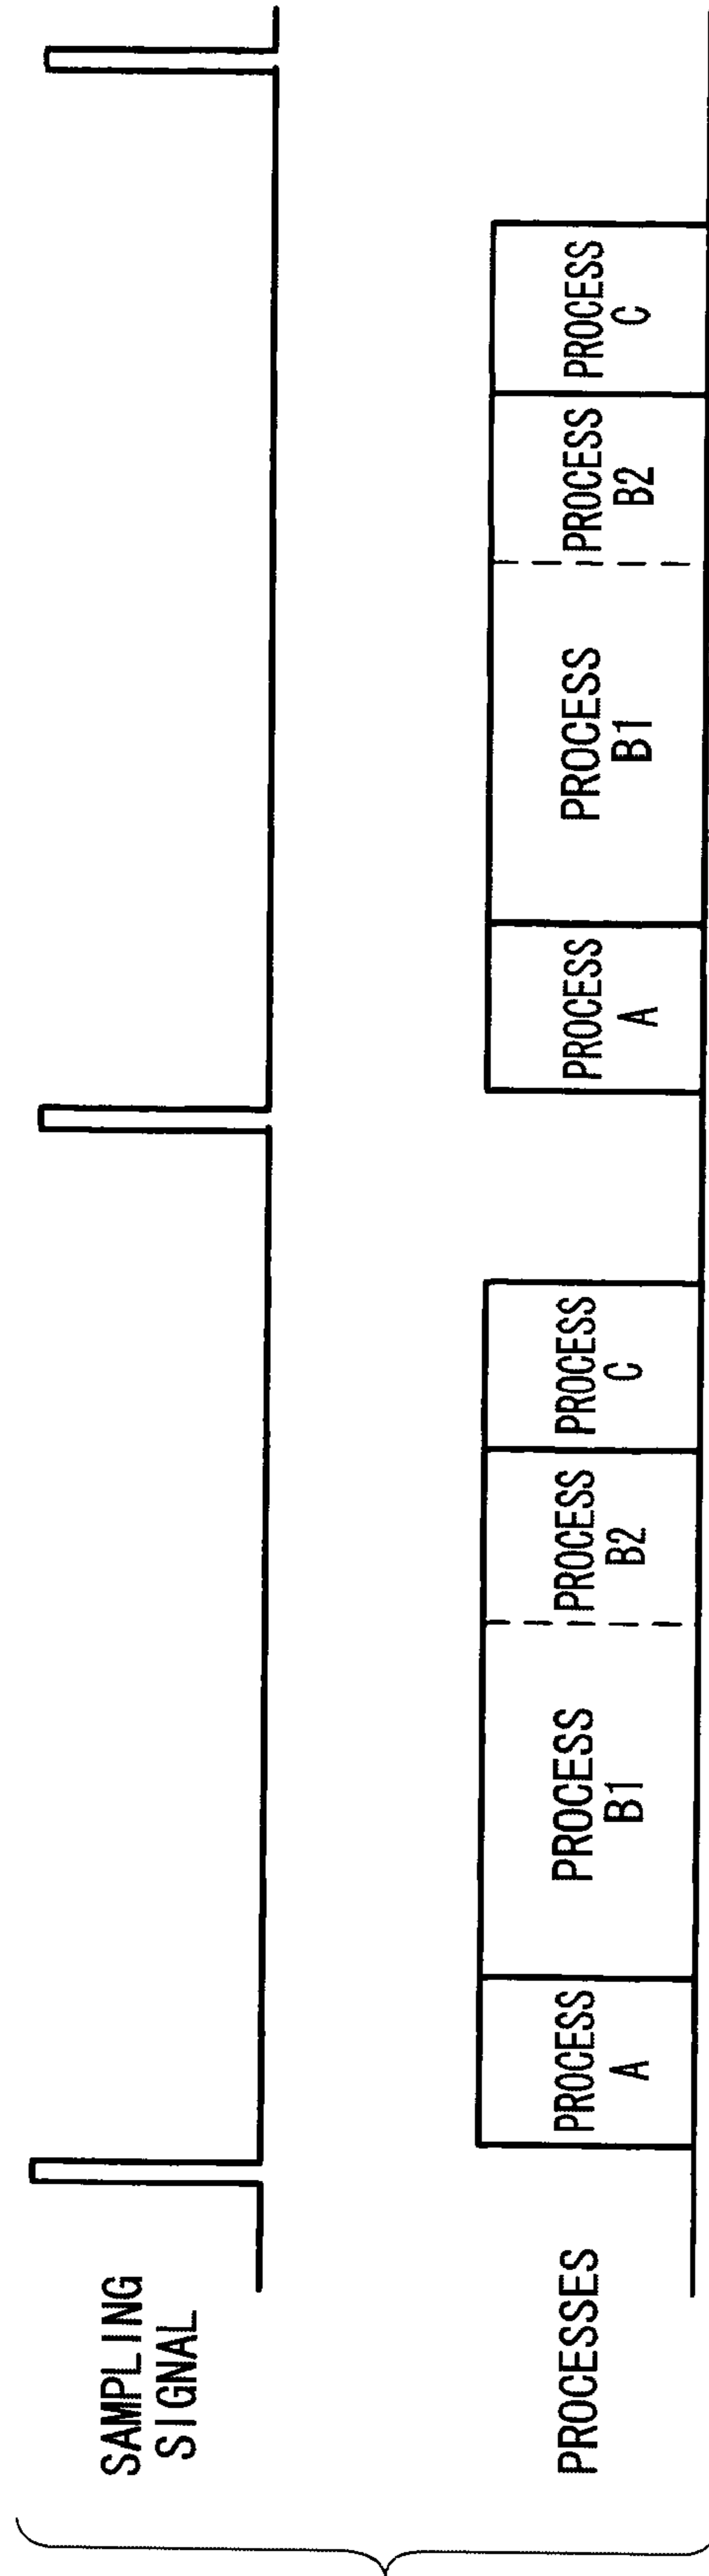 SAMPLING
SIGNAL
PROCESSES
PROCESS
A
PROCESS
B1
PROCESS
B2
PROCESS
C
PROCESS
A
PROCESS
B1
PROCESS
B2
PROCESS
C